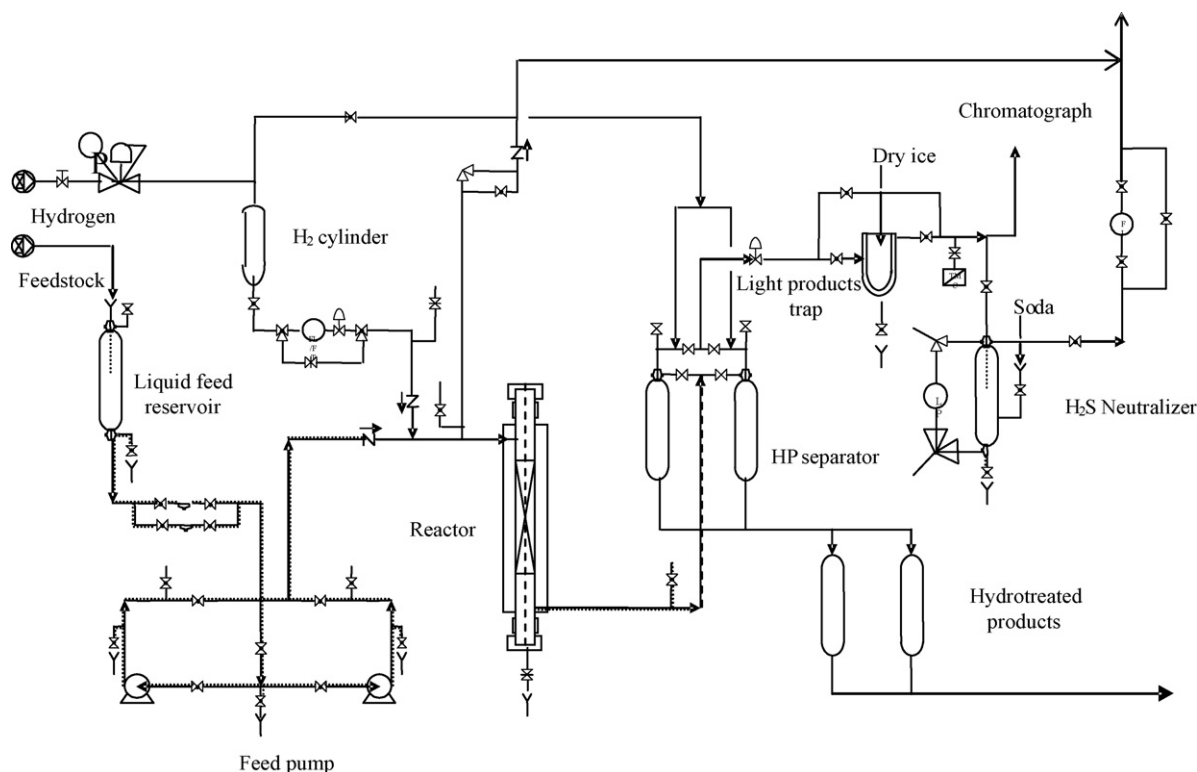 Chromatograph
Dry ice
P
Hydrogen
H₂ cylinder
F
Feedstock
Light products
trap
Soda
Liquid feed
reservoir
H₂S Neutralizer
HP separator
Reactor
Hydrotreated
products
Feed pump